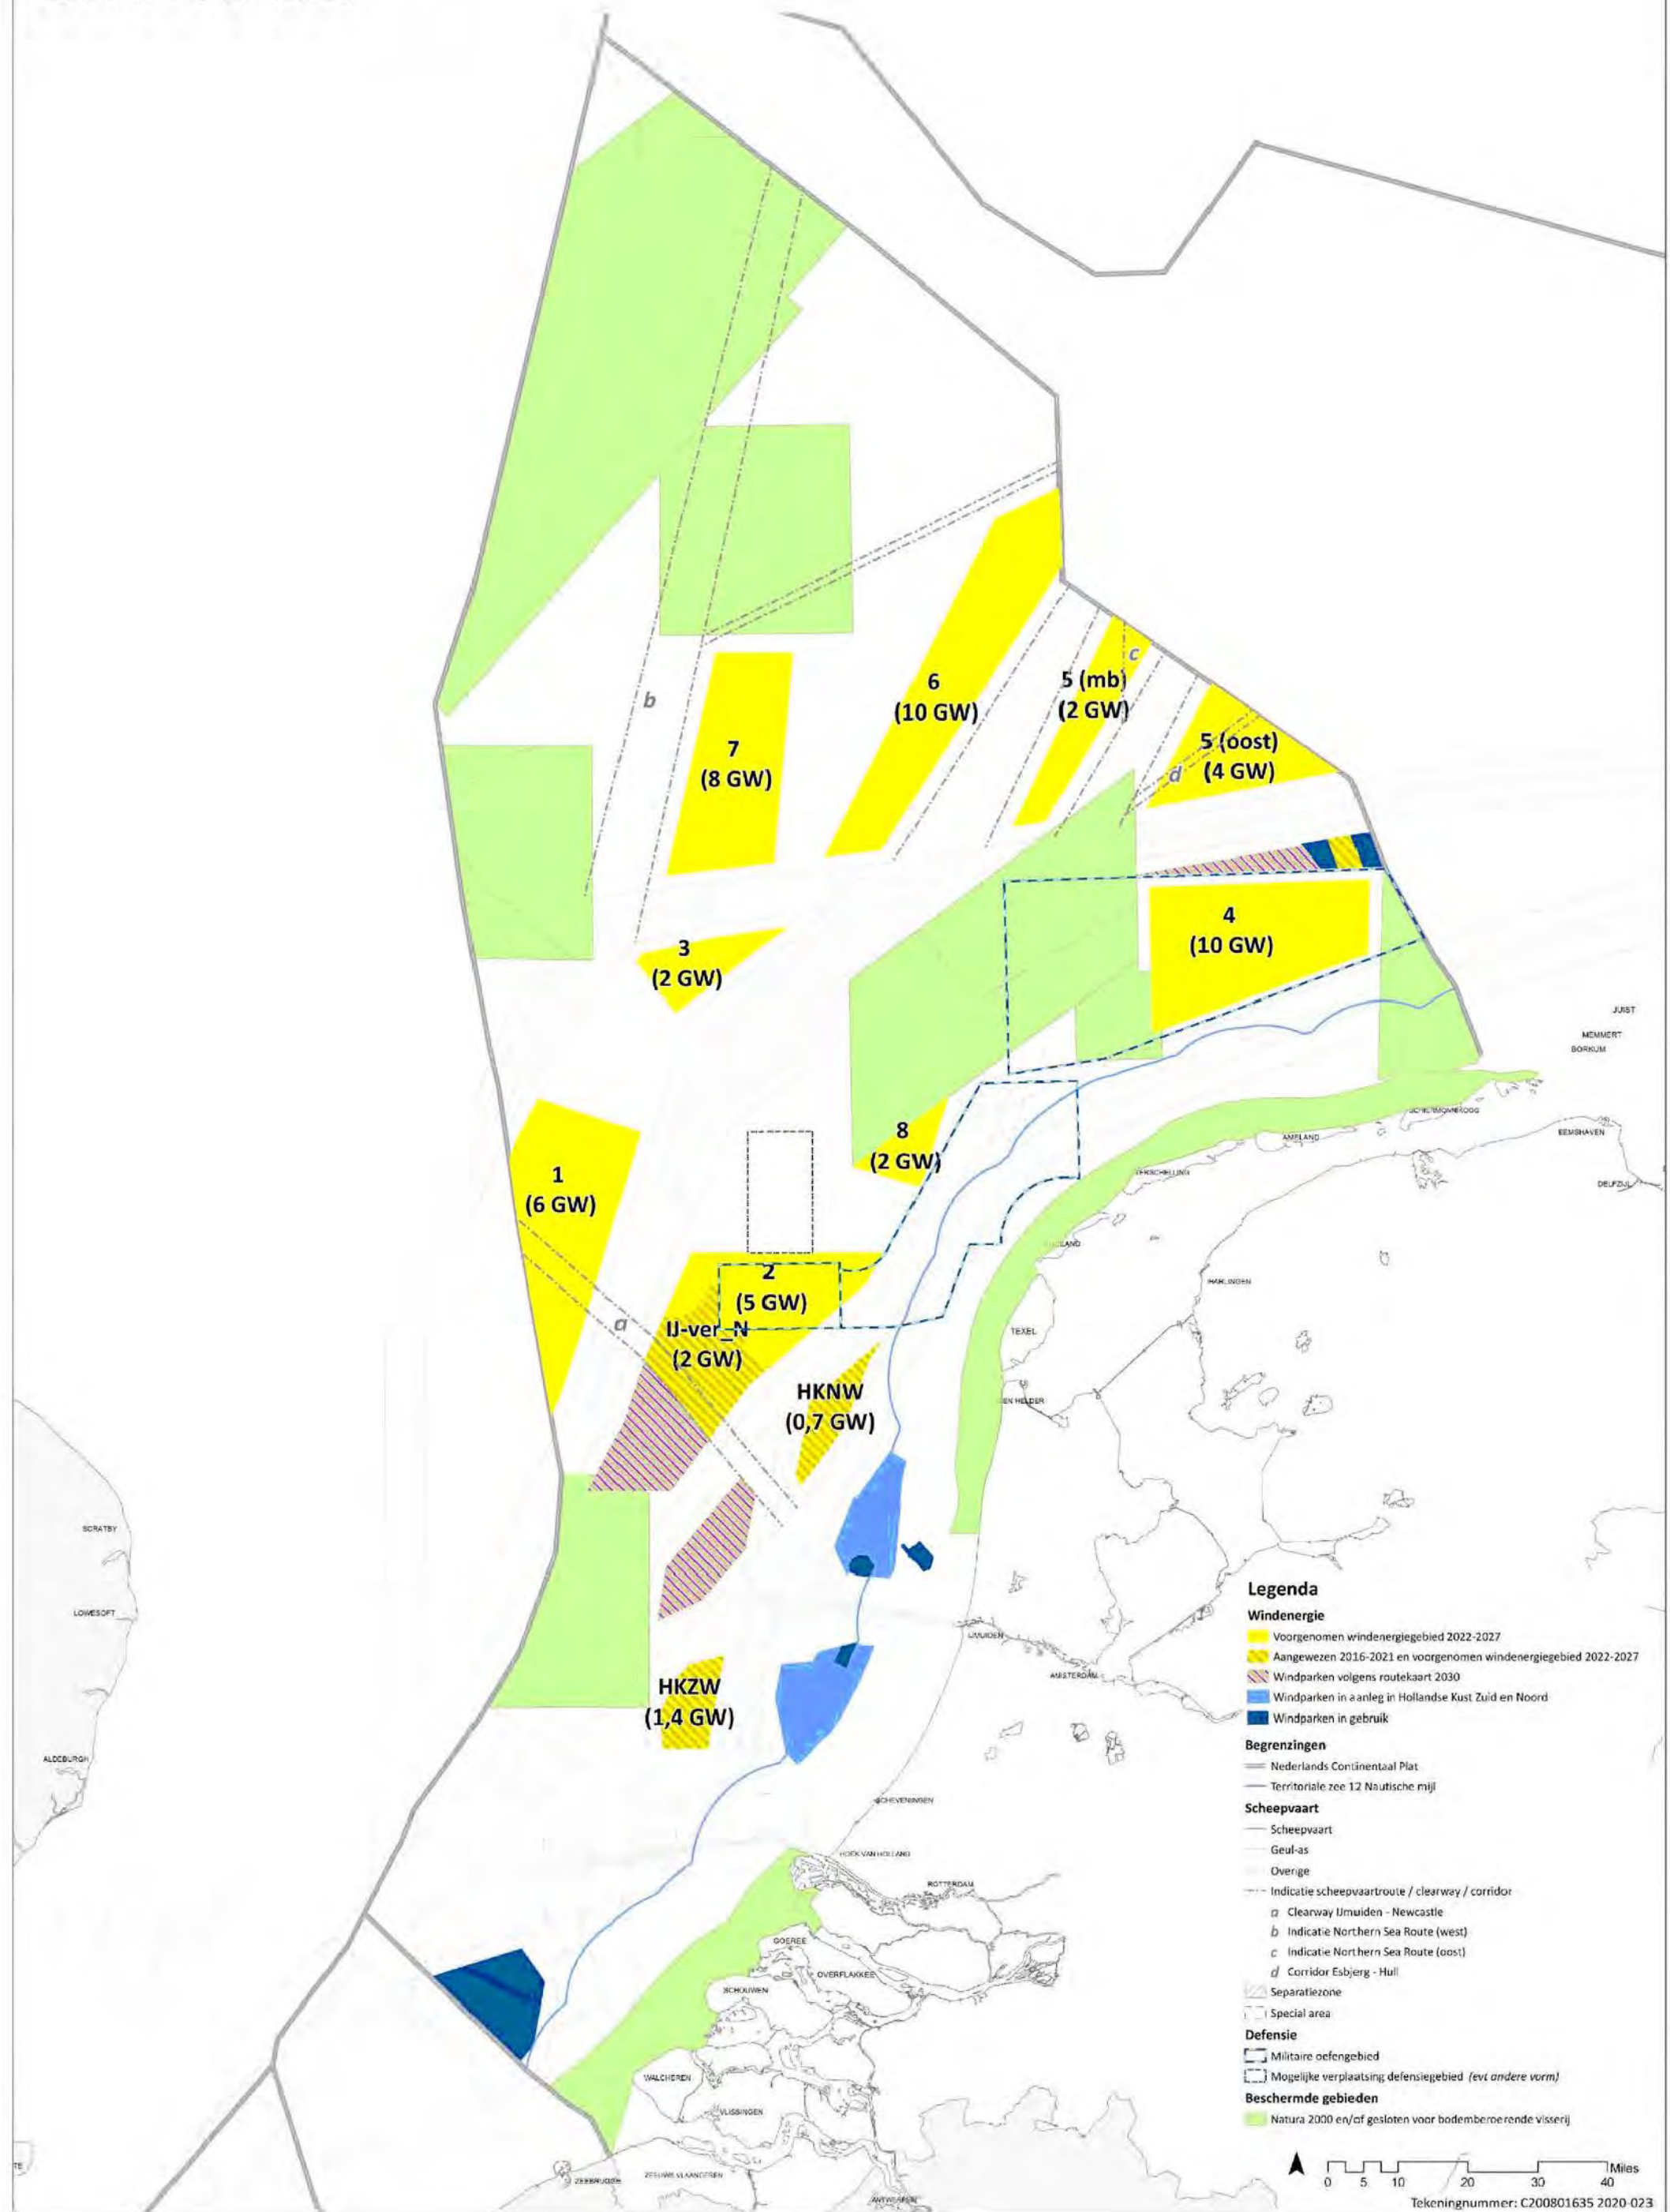 b
6
(10 GW)
c
5 (mb)
(2 GW)
7
(8 GW)
5 (oost)
(4 GW)
d
4
(10 GW)
3
(2 GW)
JUIST
MEMMERT
BORKUM
SCHIERMONNIKOOG
EEMSHAVEN
AMELAND
8
(2 GW)
TERSCHELLING
DELFZIJL
1
(6 GW)
2
(5 GW)
HARLINGEN
a
IJ-ver_N
(2 GW)
TEXEL
HKNW
(0,7 GW)
DEN HELDER
SCRATBY
LOWESOFT
IJMUIDEN
AMSTERDAM
HKZW
(1,4 GW)
ALDEBURGH
SCHEVENINGEN
HOEK VAN HOLLAND
ROTTERDAM
GOEREE
OVERFLAKKEE
SCHOUWEN
WALCHEREN
VLISSINGEN
ZEEBRUGGE
ZEEUWS VLAANDEREN
ANTWERPEN
Legenda
Windenergie
Voorgenomen windenergiegebied 2022-2027
Aangewezen 2016-2021 en voorgenomen windenergiegebied 2022-2027
Windparken volgens routekaart 2030
Windparken in aanleg in Hollandse Kust Zuid en Noord
Windparken in gebruik
Begrenzingen
Nederlands Continentaal Plat
Territoriale zee 12 Nautische mijl
Scheepvaart
Scheepvaart
Geul-as
Overige
Indicatie scheepvaartroute / clearway / corridor
a Clearway IJmuiden - Newcastle
b Indicatie Northern Sea Route (west)
c Indicatie Northern Sea Route (oost)
d Corridor Esbjerg - Hull
Separatiezone
Special area
Defensie
Militaire oefengebied
Mogelijke verplaatsing defensiegebied (evt andere vorm)
Beschermde gebieden
Natura 2000 en/of gesloten voor bodemberoerende visserij
Miles
0 5 10 20 30 40
Tekeningnummer: C200801635 2020-023